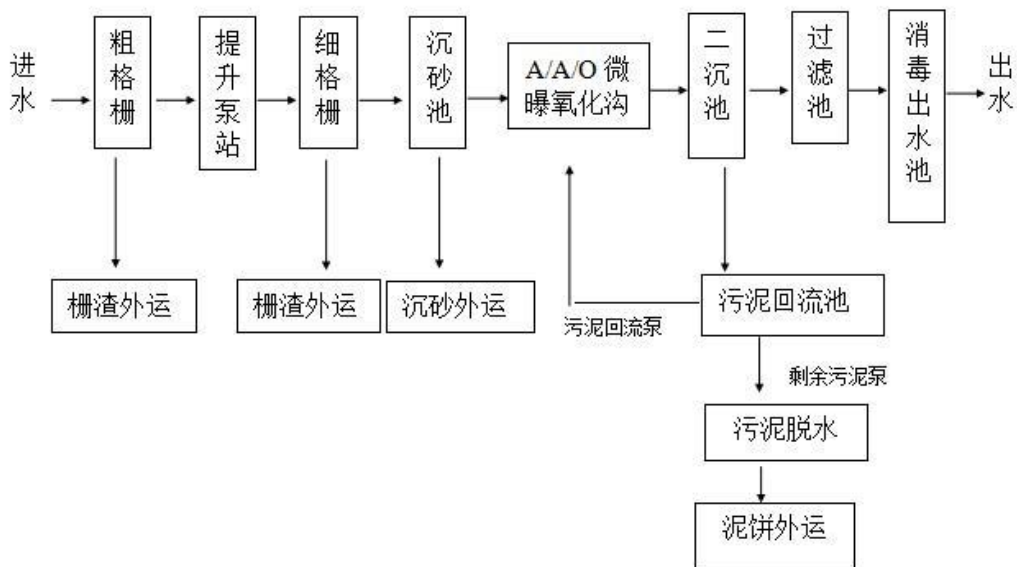 进水
粗格栅
提升泵站
细格栅
沉砂池
A/A/O 微
曝氧化沟
二沉池
过滤池
消毒出水池
出水
栅渣外运
栅渣外运
沉砂外运
污泥回流泵
污泥回流池
剩余污泥泵
污泥脱水
泥饼外运